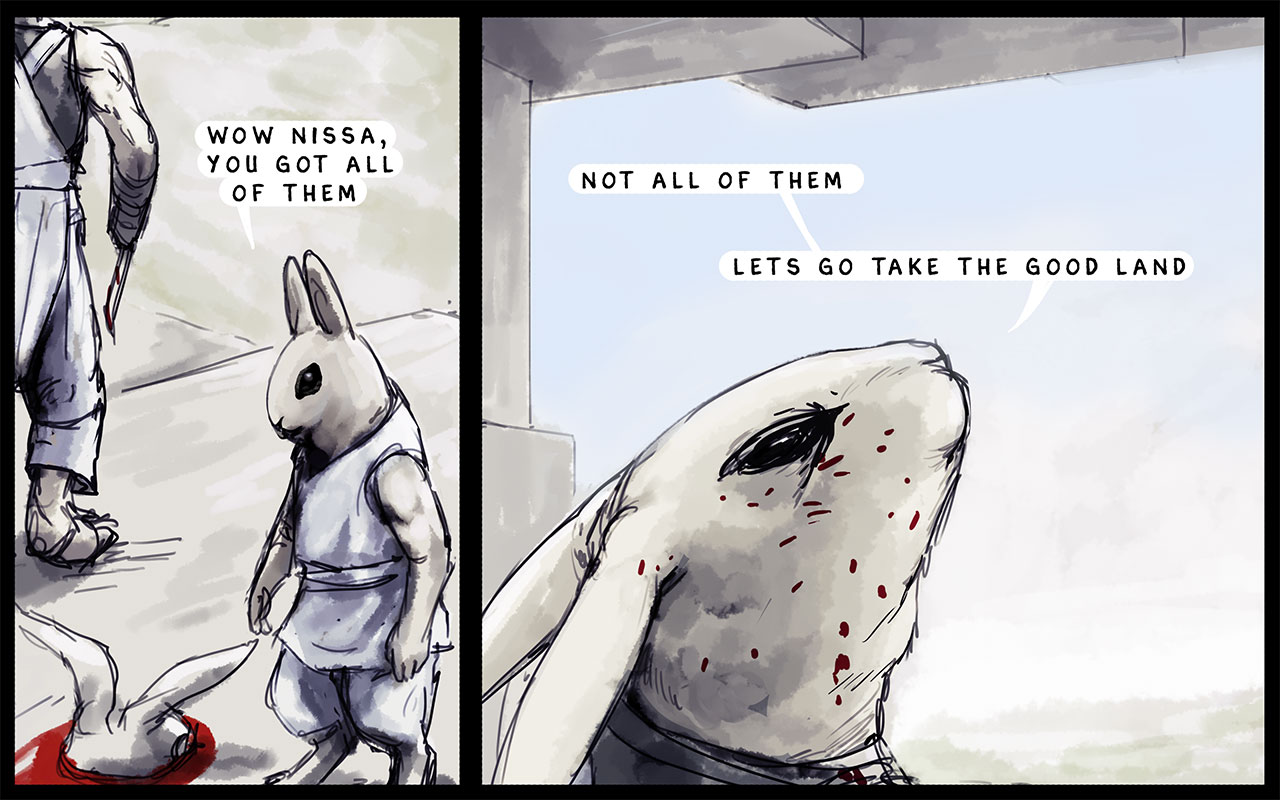 WOW NISSA,
YOU GOT ALL
OF THEM
NOT ALL OF THEM
LETS GO TAKE THE GOOD LAND